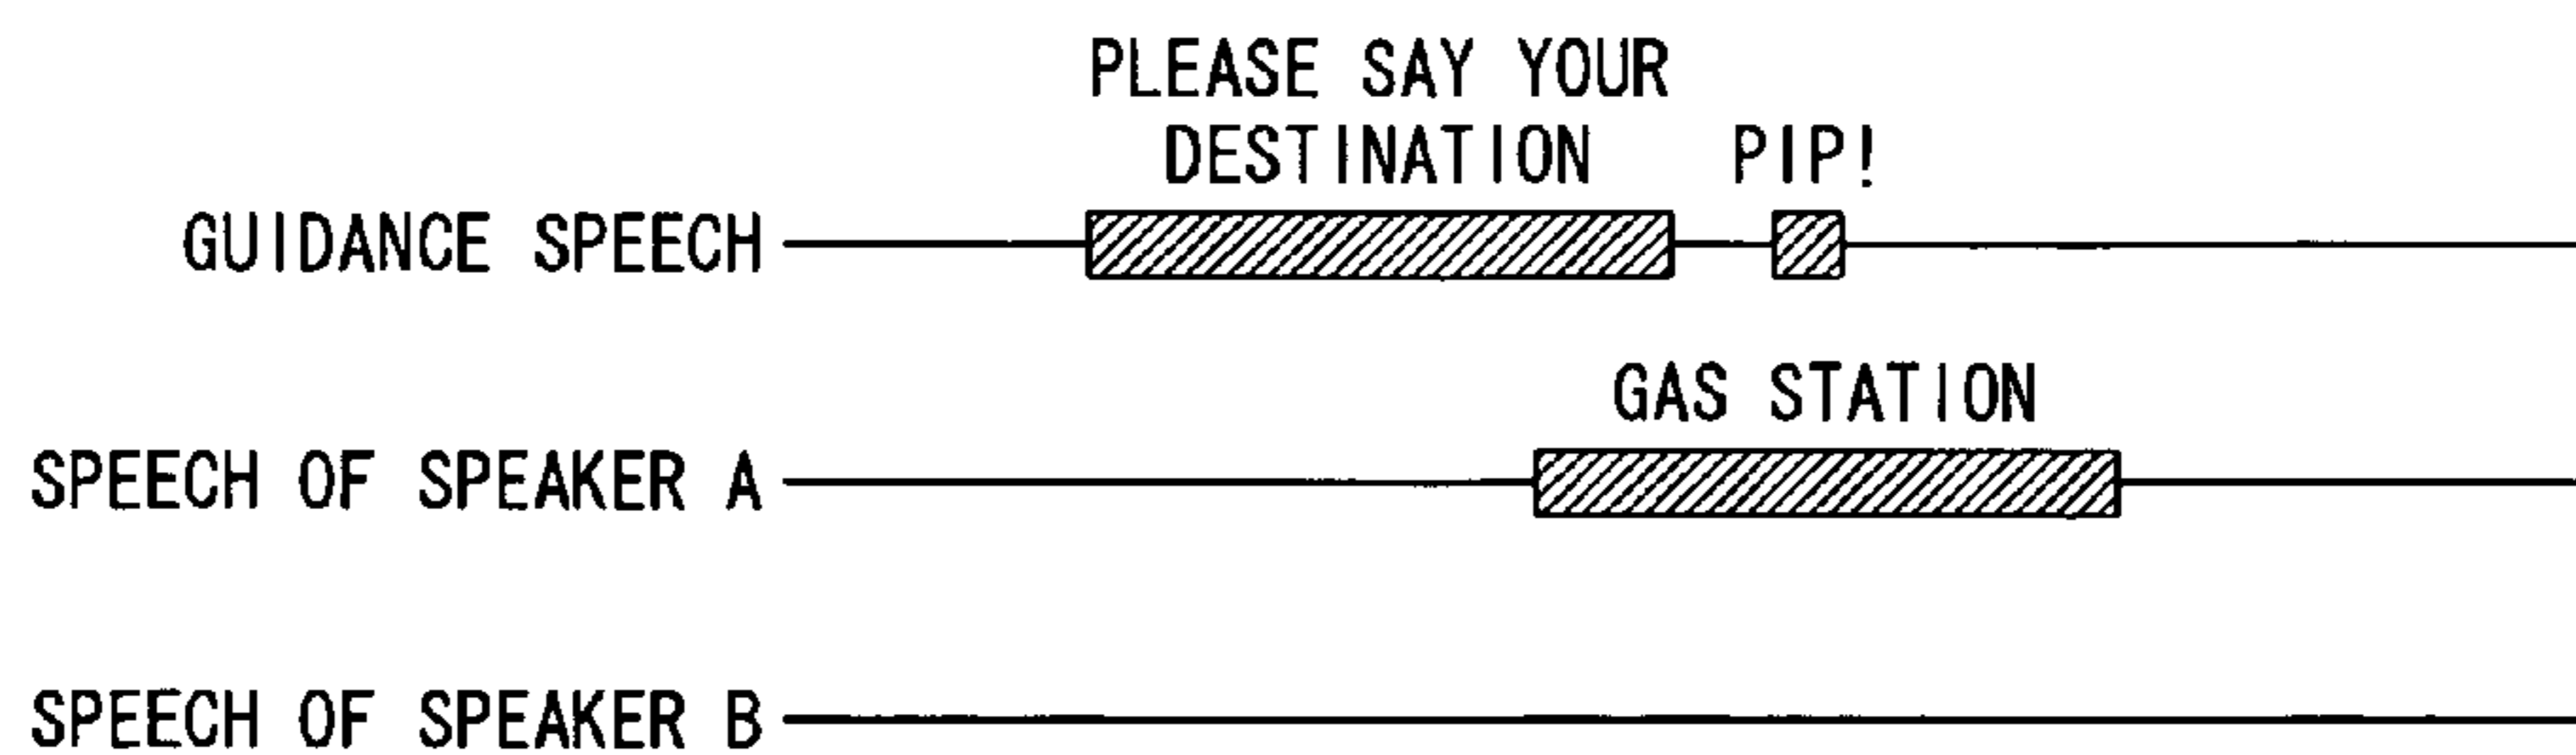 PLEASE SAY YOUR
DESTINATION PIP!
GUIDANCE SPEECH
GAS STATION
SPEECH OF SPEAKER A
SPEECH OF SPEAKER B